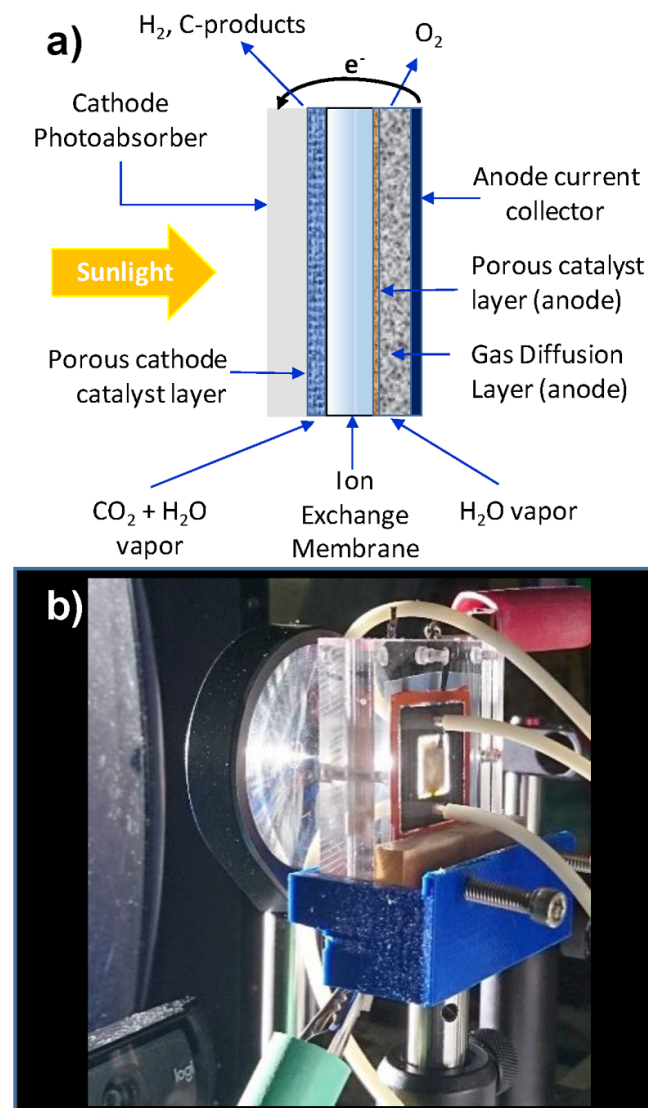 a)
H₂, C-products
O₂
e⁻
Cathode
Photoabsorber
Anode current
collector
Sunlight
Porous catalyst
layer (anode)
Porous cathode
catalyst layer
Gas Diffusion
Layer (anode)
CO₂ + H₂O
vapor
Ion
Exchange
Membrane
H₂O vapor
b)
logi